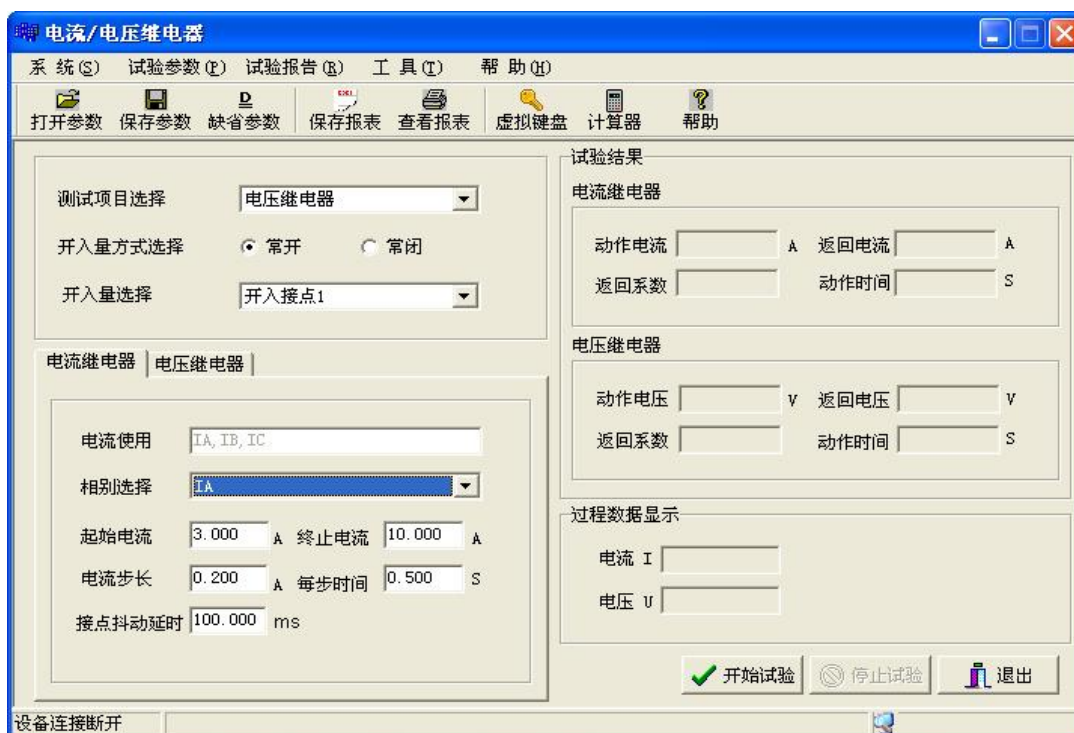 电流/电压继电器
系 统(S) 试验参数(P) 试验报告(R) 工 具(T) 帮 助(H)
打开参数 保存参数 缺省参数 保存报表 查看报表 虚拟键盘 计算器 帮助
测试项目选择 电压继电器
开入量方式选择 常开 常闭
开入量选择 开入接点1
电流继电器 电压继电器
电流使用 IA, IB, IC
相别选择 IA
起始电流 3.000 A 终止电流 10.000 A
电流步长 0.200 A 每步时间 0.500 S
接点抖动延时 100.000 ms
试验结果
电流继电器
动作电流 A 返回电流 A
返回系数 动作时间 S
电压继电器
动作电压 V 返回电压 V
返回系数 动作时间 S
过程数据显示
电流 I
电压 U
开始试验 停止试验 退出
设备连接断开